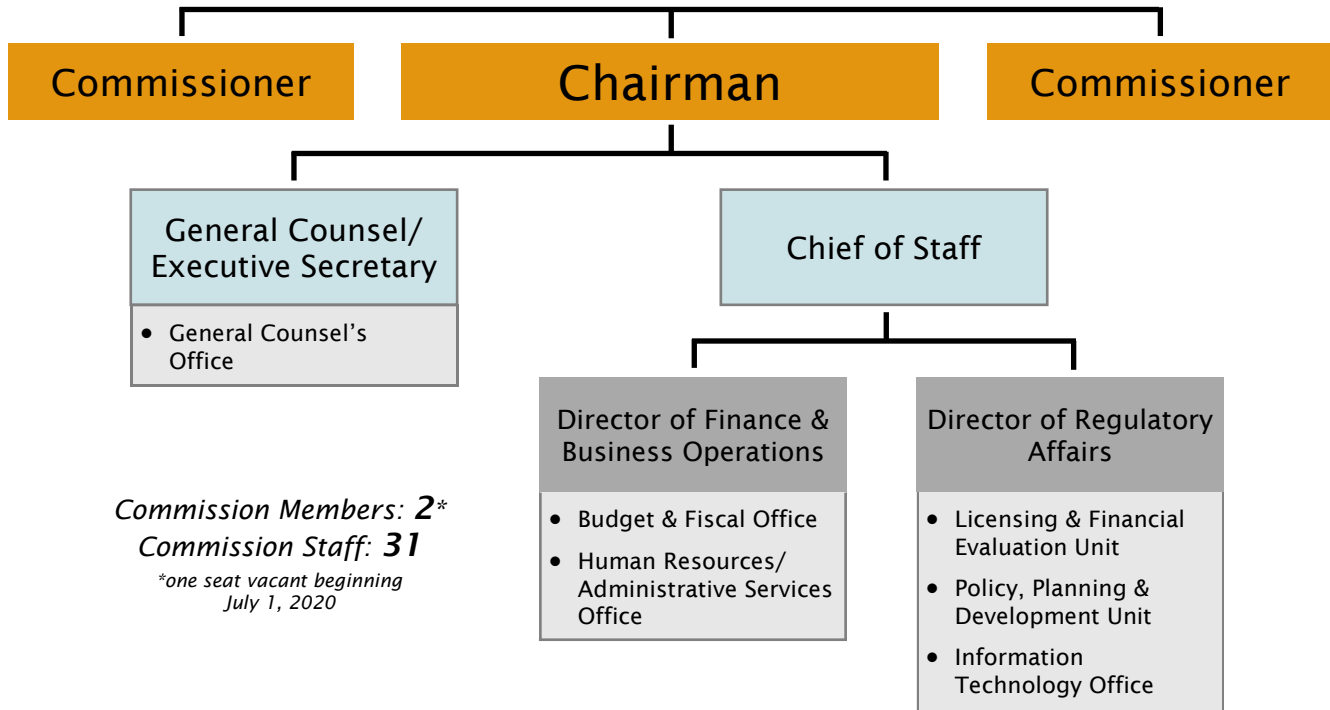 Commissioner
Chairman
Commissioner
General Counsel/
Executive Secretary
• General Counsel’s
Office
Chief of Staff
Director of Finance &
Business Operations
• Budget & Fiscal Office
• Human Resources/
Administrative Services
Office
Director of Regulatory
Affairs
• Licensing & Financial
Evaluation Unit
• Policy, Planning &
Development Unit
• Information
Technology Office
Commission Members: 2*
Commission Staff: 31
*one seat vacant beginning
July 1, 2020